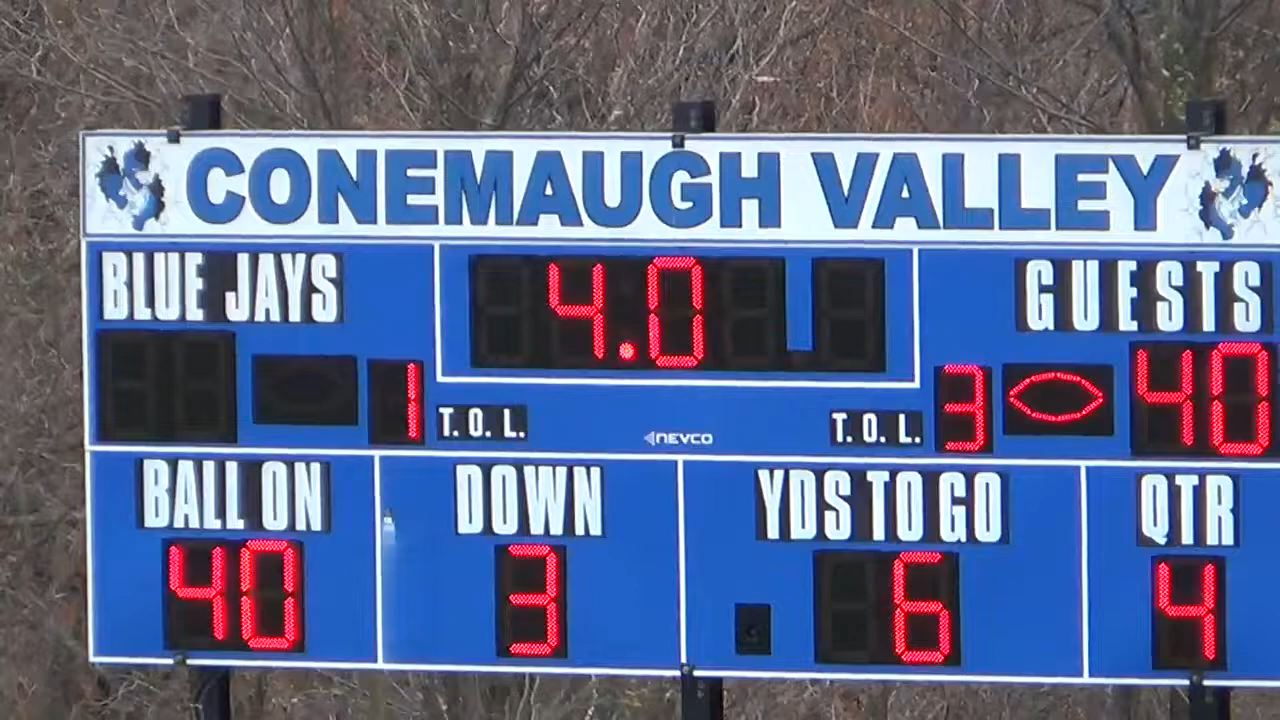 CONEMAUGH VALLEY
BLUE JAYS
4.0
GUESTS
1
T. O. L.
NEVCO
T. O. L.
3
40
BALL ON
DOWN
YDS TO GO
QTR
40
3
6
4